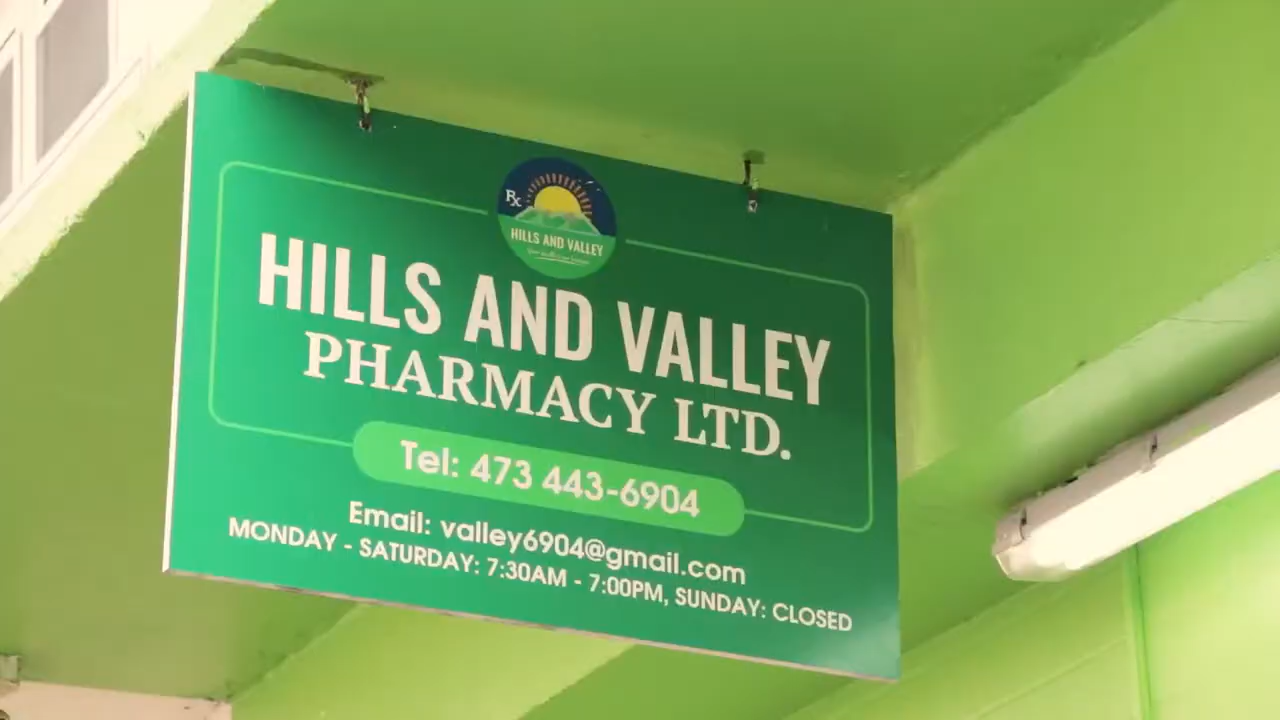 Rx
HILLS AND VALLEY
HILLS AND VALLEY
PHARMACY LTD.
Tel: 473 443-6904
Email: valley6904@gmail.com
MONDAY - SATURDAY: 7:30AM - 7:00PM, SUNDAY: CLOSED